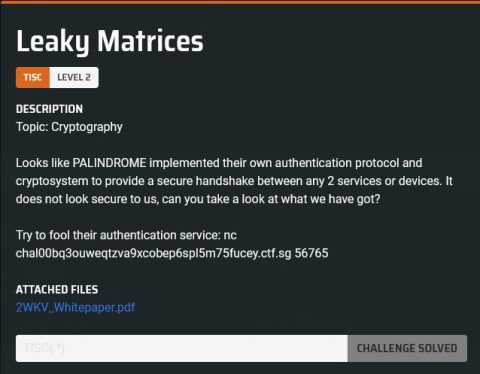 Leaky Matrices
TISC LEVEL 2
DESCRIPTION
Topic: Cryptography
Looks like PALINDROME implemented their own authentication protocol and
cryptosystem to provide a secure handshake between any 2 services or devices. It
does not look secure to us, can you take a look at what we have got?
Try to fool their authentication service: nc
chal00bq3ouweqtzva9xcobep6spl5m75fucey.ctf.sg 56765
ATTACHED FILES
2WKV_Whitepaper.pdf
TISC{.*} CHALLENGE SOLVED